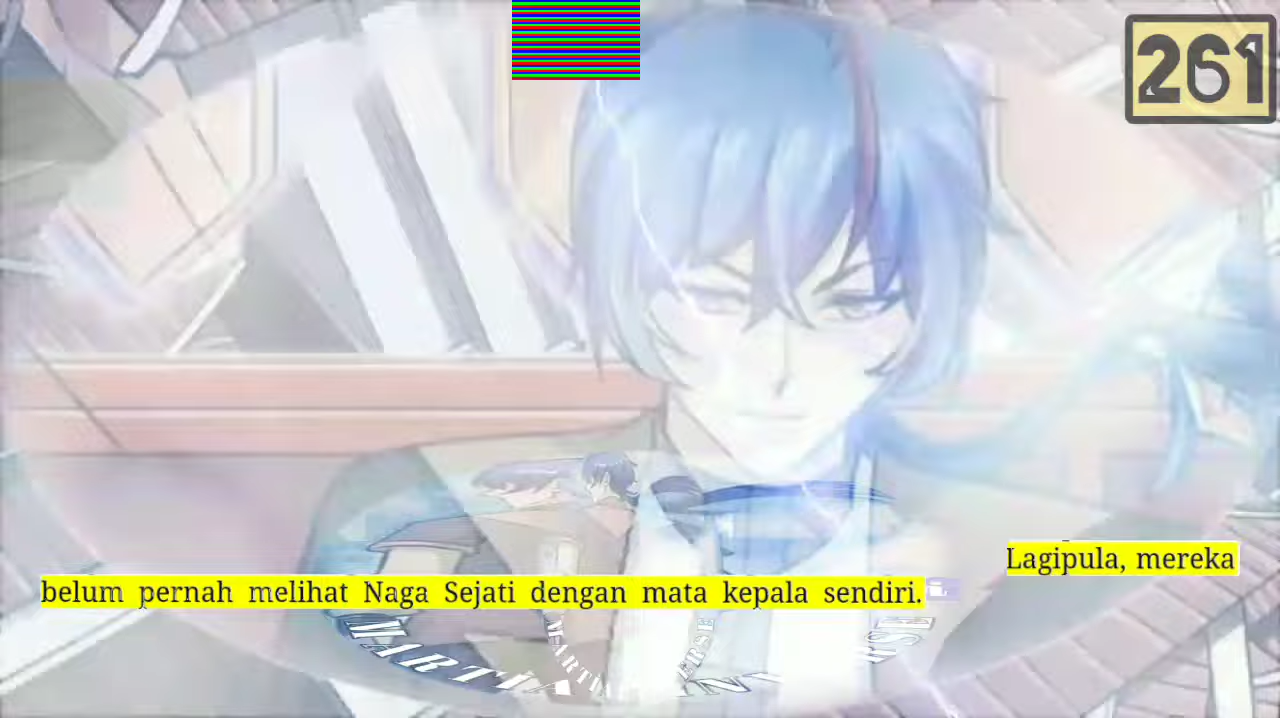 261
Lagipula, mereka
belum pernah melihat Naga Sejati dengan mata kepala sendiri.